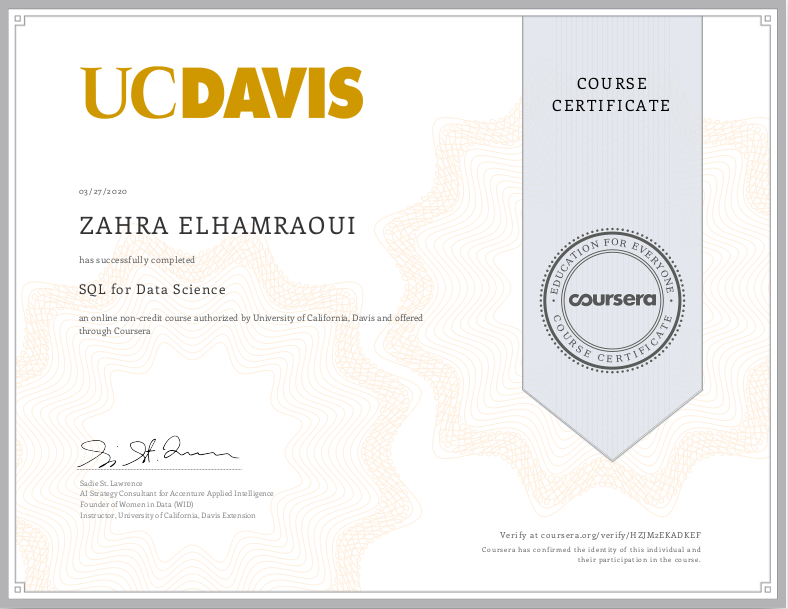 UCDAVIS
COURSE
CERTIFICATE
03/27/2020
ZAHRA ELHAMRAOUI
has successfully completed
SQL for Data Science
an online non-credit course authorized by University of California, Davis and offered
through Coursera
EDUCATION FOR EVERYONE
coursera
COURSE CERTIFICATE
Sadie St. Lawrence
AI Strategy Consultant for Accenture Applied Intelligence
Founder of Women in Data (WID)
Instructor, University of California, Davis Extension
Verify at coursera.org/verify/HZJM2EKADKEF
Coursera has confirmed the identity of this individual and
their participation in the course.